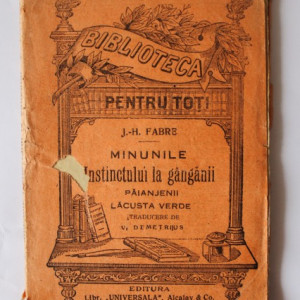 BIBLIOTECA
PENTRU TOȚI
J.-H. FABRE
MINUNILE
Instinctului la gângănii
PĂIANJENII
LĂCUSTA VERDE
TRADUCERE DE
V. DEMETRIUS
EDITURA
Libr. „UNIVERSALA", Alcalay & Co.